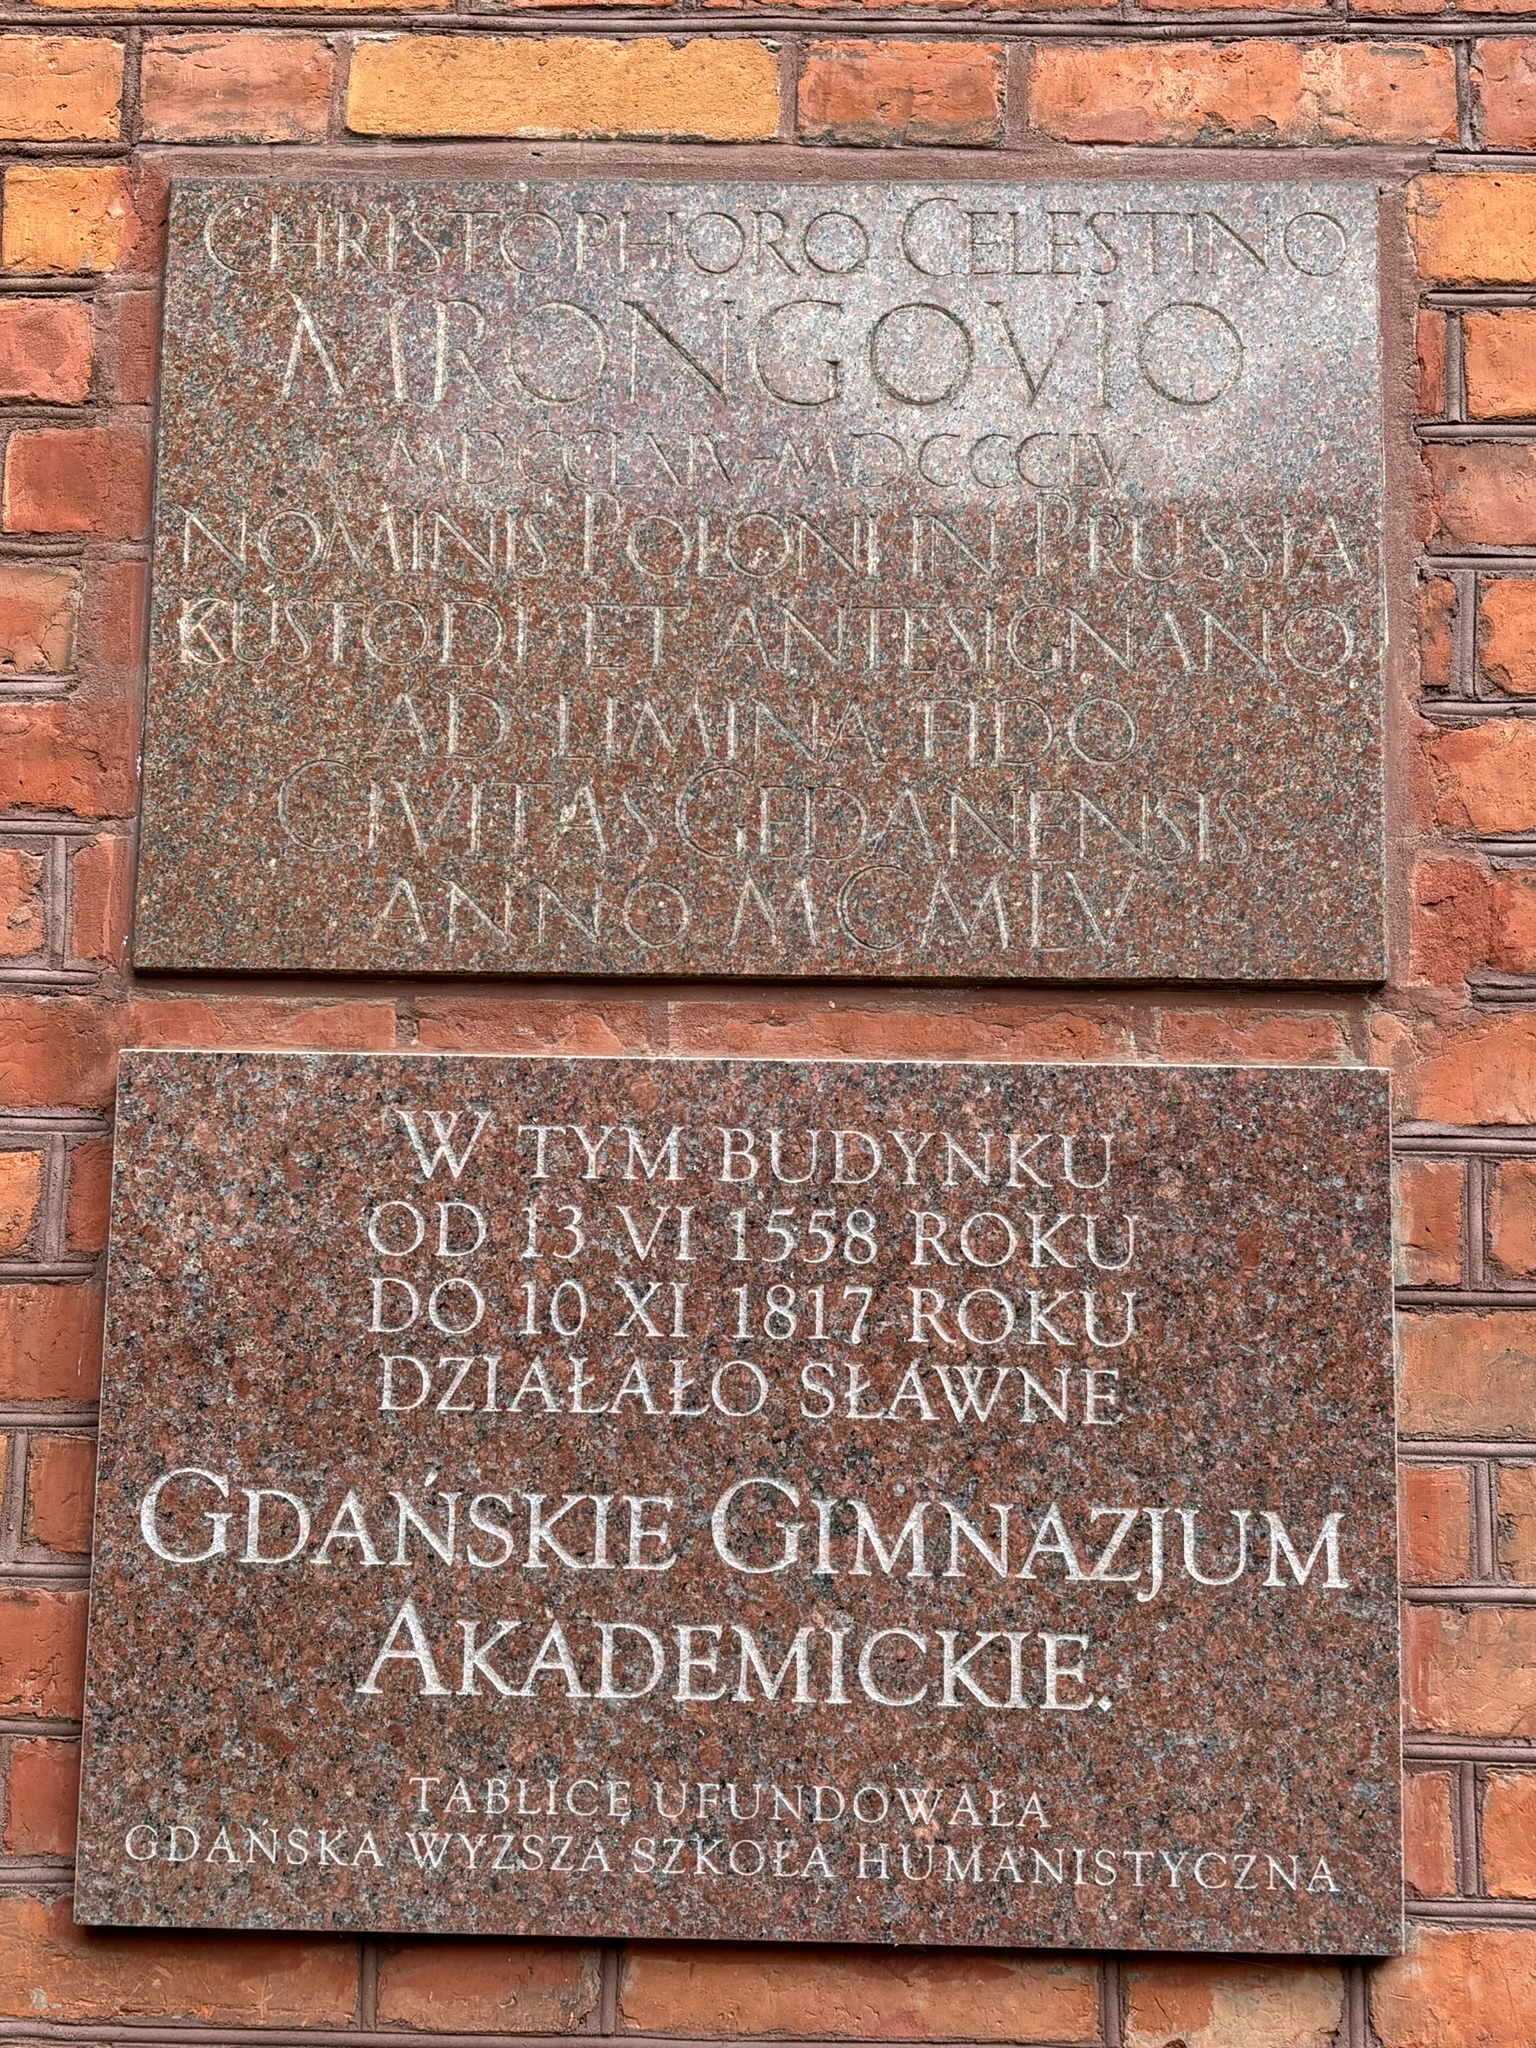 CHRISTOPHORO CELESTINO
MRONGOVIO
MDCCLXIV-MDCCCLV
NOMINIS POLONI IN PRUSSIA
KUSTODI ET ANTESIGNANO
AD LIMINA FIDO
CIVITAS GEDANENSIS
ANNO MCMLV
W TYM BUDYNKU
OD 13 VI 1558 ROKU
DO 10 XI 1817 ROKU
DZIAŁAŁO SŁAWNE
GDAŃSKIE GIMNAZJUM
AKADEMICKIE.
TABLICĘ UFUNDOWAŁA
GDAŃSKA WYŻSZA SZKOŁA HUMANISTYCZNA